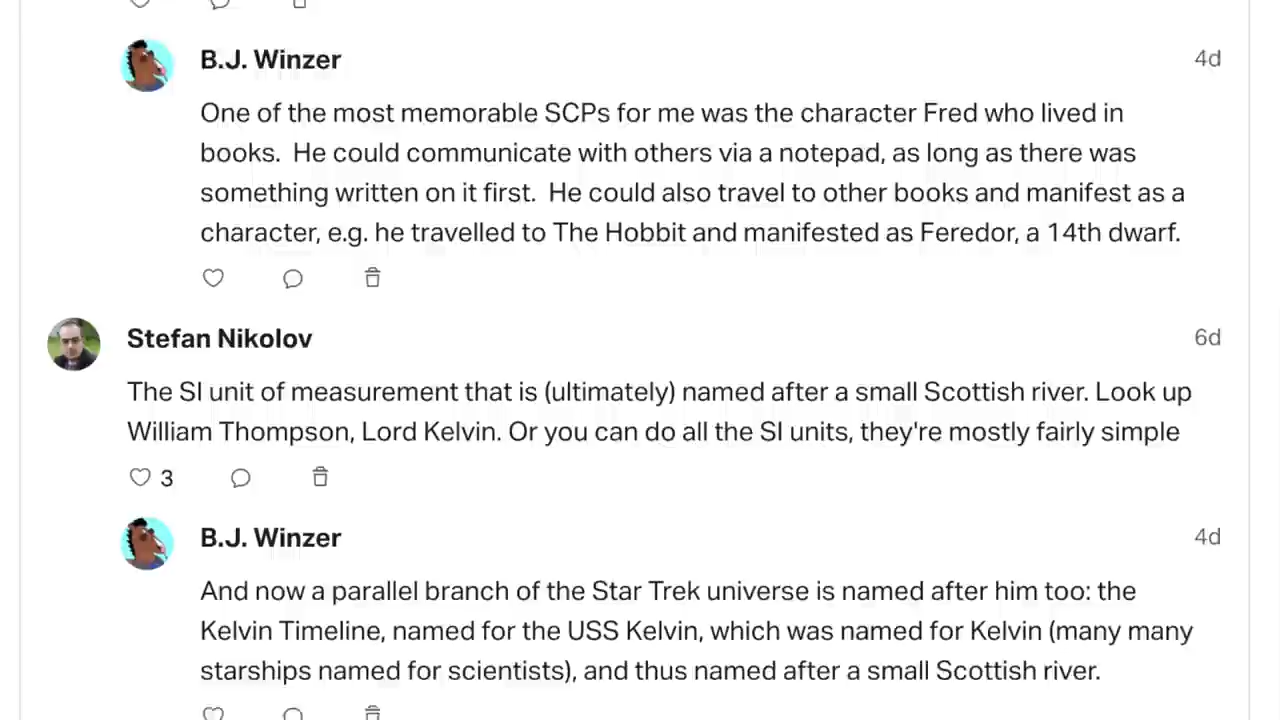 B.J. Winzer 4d
One of the most memorable SCPs for me was the character Fred who lived in
books.  He could communicate with others via a notepad, as long as there was
something written on it first.  He could also travel to other books and manifest as a
character, e.g. he travelled to The Hobbit and manifested as Feredor, a 14th dwarf.
Stefan Nikolov 6d
The SI unit of measurement that is (ultimately) named after a small Scottish river. Look up
William Thompson, Lord Kelvin. Or you can do all the SI units, they're mostly fairly simple
3
B.J. Winzer 4d
And now a parallel branch of the Star Trek universe is named after him too: the
Kelvin Timeline, named for the USS Kelvin, which was named for Kelvin (many many
starships named for scientists), and thus named after a small Scottish river.